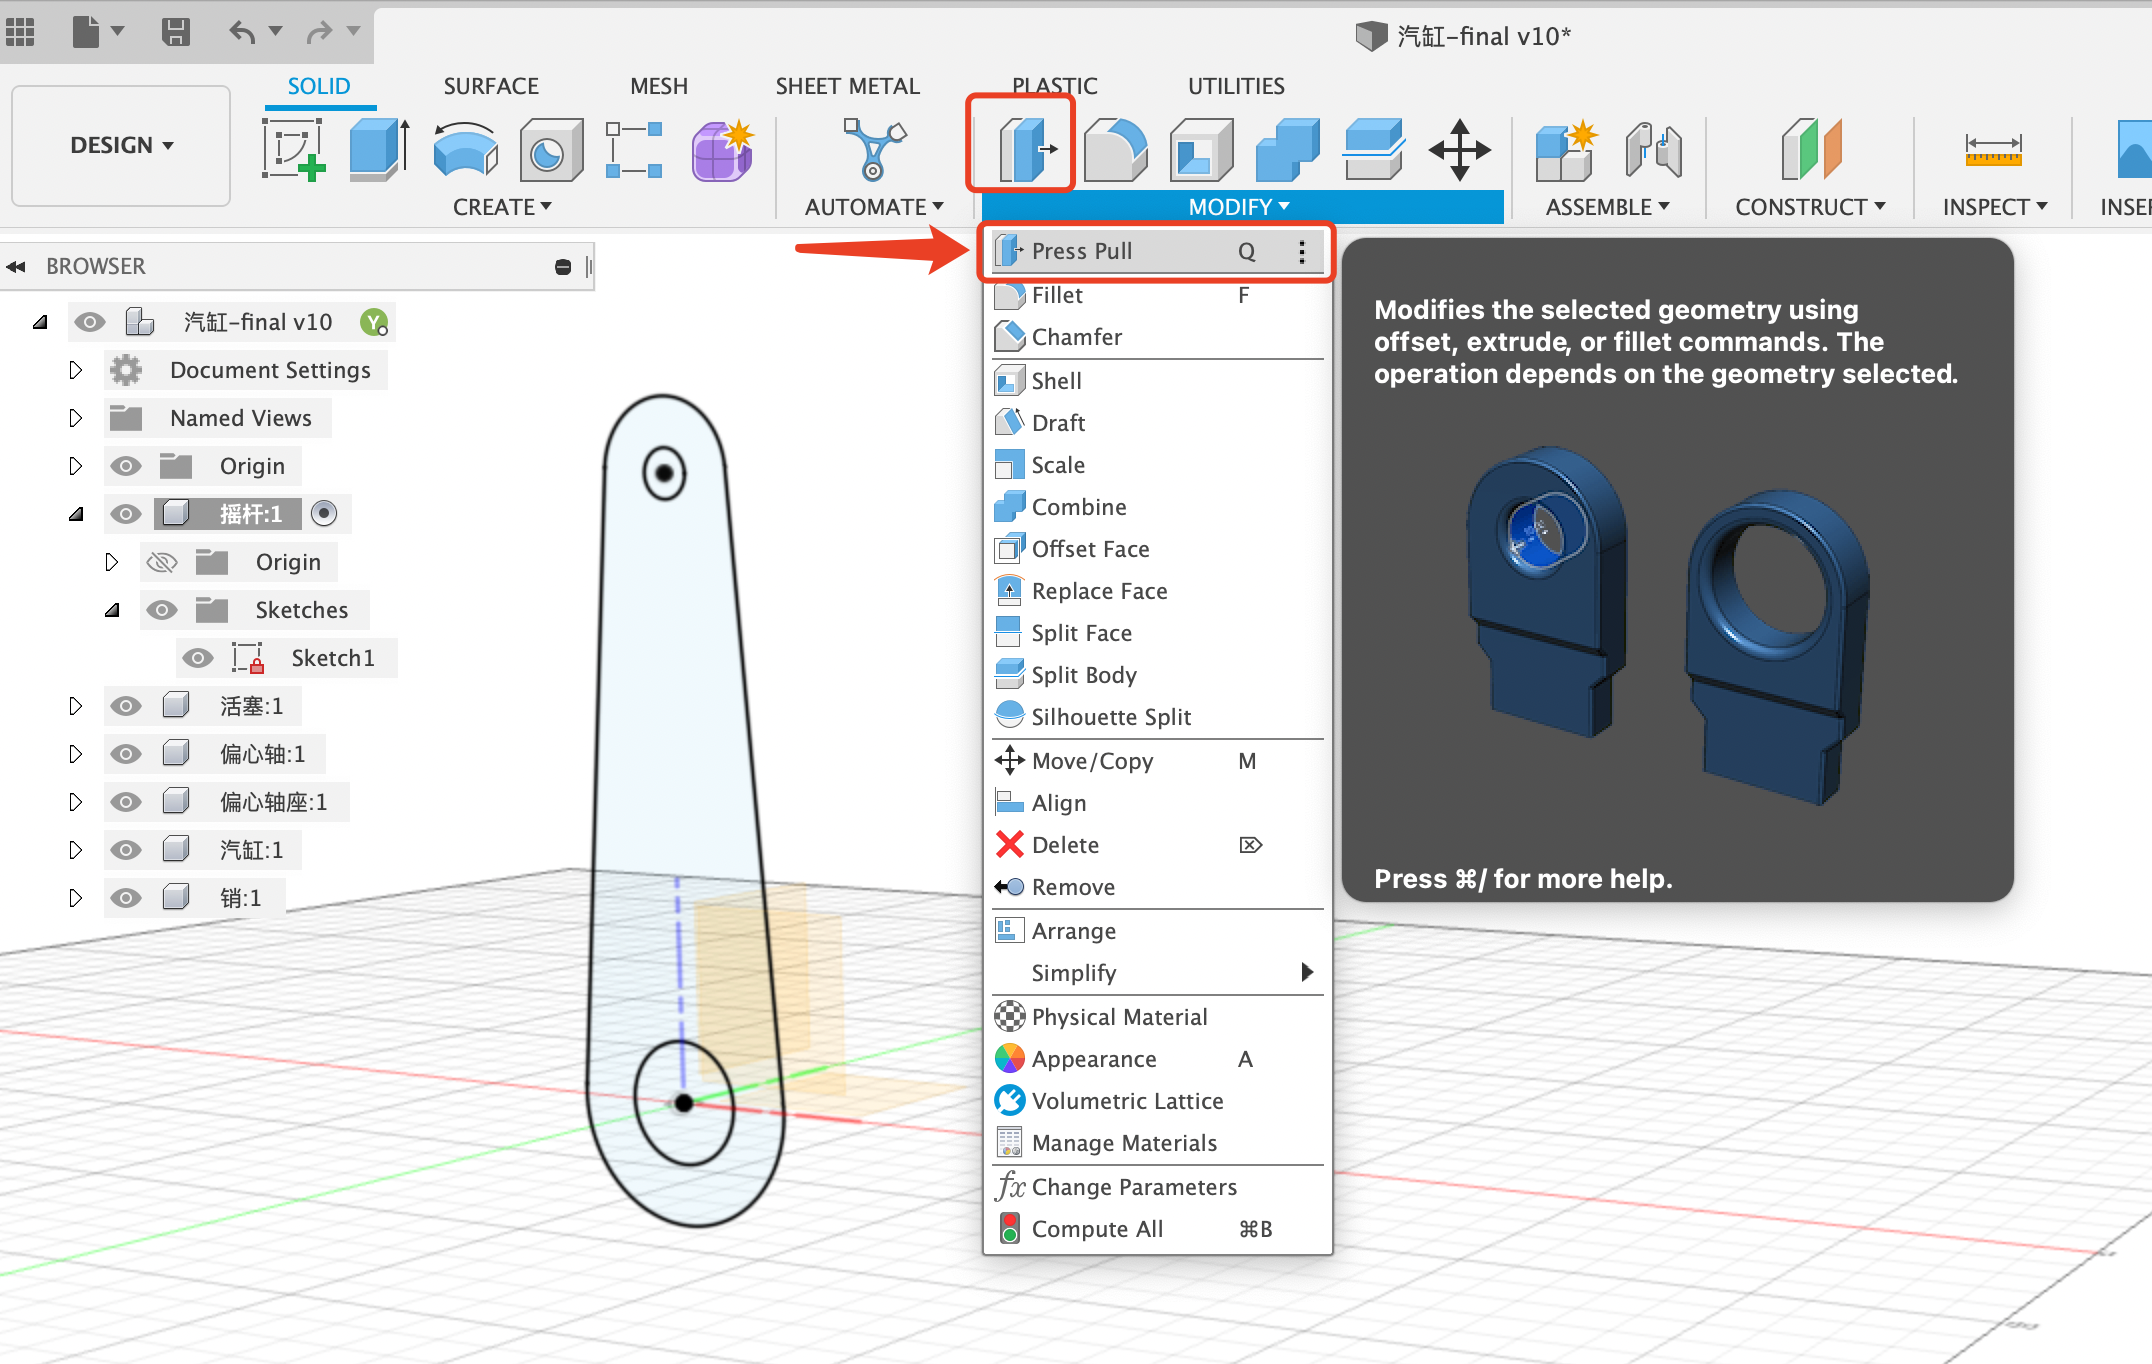 汽缸-final v10*
SOLID
SURFACE
MESH
SHEET METAL
PLASTIC
UTILITIES
DESIGN
CREATE
AUTOMATE
MODIFY
ASSEMBLE
CONSTRUCT
INSPECT
INSER
BROWSER
汽缸-final v10
Document Settings
Named Views
Origin
摇杆:1
Origin
Sketches
Sketch1
活塞:1
偏心轴:1
偏心轴座:1
汽缸:1
销:1
Press Pull Q
Fillet F
Chamfer
Shell
Draft
Scale
Combine
Offset Face
Replace Face
Split Face
Split Body
Silhouette Split
Move/Copy M
Align
Delete
Remove
Arrange
Simplify
Physical Material
Appearance A
Volumetric Lattice
Manage Materials
Change Parameters
Compute All ⌘B
Modifies the selected geometry using
offset, extrude, or fillet commands. The
operation depends on the geometry selected.
Press ⌘/ for more help.